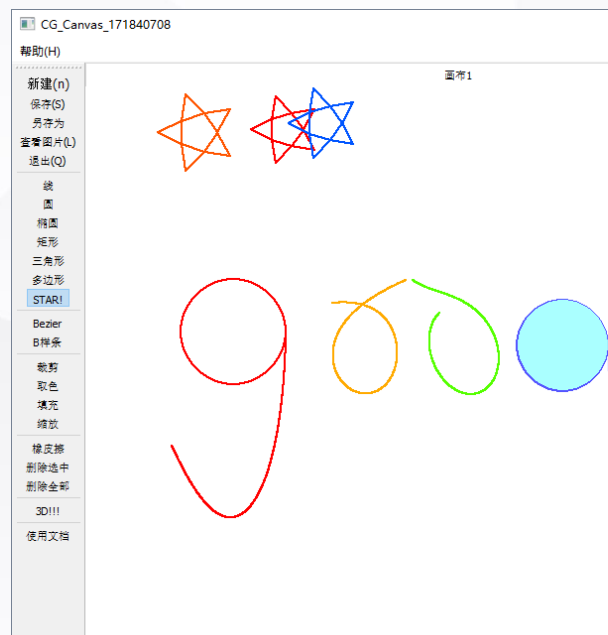 CG_Canvas_171840708
帮助(H)
画布1
新建(n)
保存(S)
另存为
查看图片(L)
退出(Q)
线
圆
椭圆
矩形
三角形
多边形
STAR!
Bezier
B样条
裁剪
取色
填充
缩放
橡皮擦
删除选中
删除全部
3D!!!
使用文档